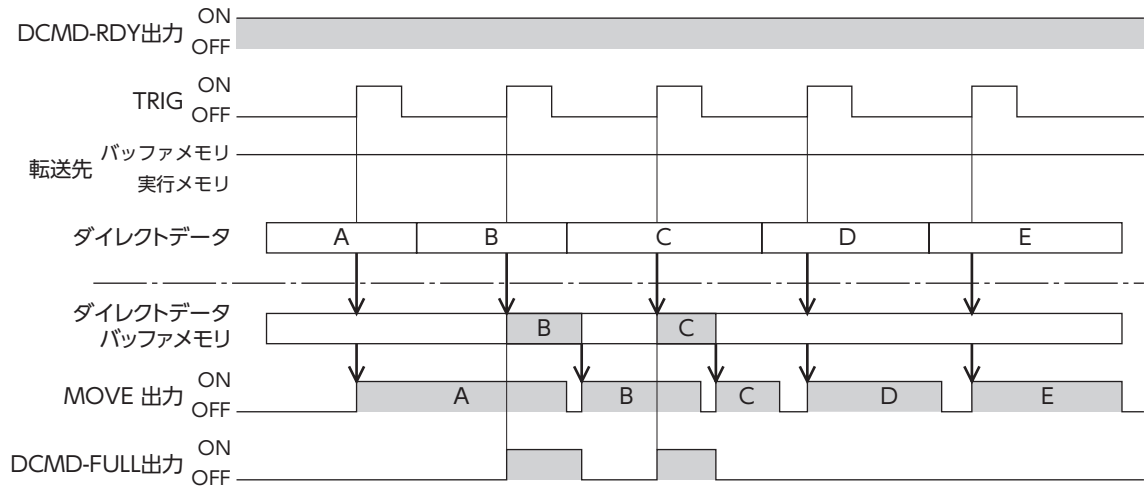 DCMD-RDY出力 ON
OFF
TRIG ON
OFF
転送先 バッファメモリ
実行メモリ
ダイレクトデータ A B C D E
ダイレクトデータ
バッファメモリ B C
MOVE 出力 ON
OFF A B C D E
DCMD-FULL出力 ON
OFF